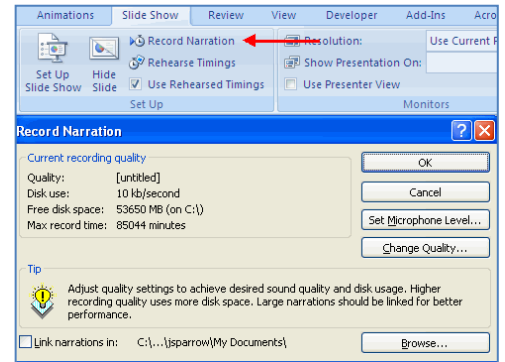 Animations Slide Show Review View Developer Add-Ins Acro
Record Narration
Rehearse Timings
Use Rehearsed Timings
Set Up
Slide Show
Hide
Slide
Set Up
Resolution: Use Current
Show Presentation On:
Use Presenter View
Monitors
Record Narration
Current recording quality
Quality: [untitled]
Disk use: 10 kb/second
Free disk space: 53650 MB (on C:\)
Max record time: 85044 minutes
OK
Cancel
Set Microphone Level...
Change Quality...
Tip
Adjust quality settings to achieve desired sound quality and disk usage. Higher
recording quality uses more disk space. Large narrations should be linked for better
performance.
Link narrations in: C:\...\jsparrow\My Documents\
Browse...